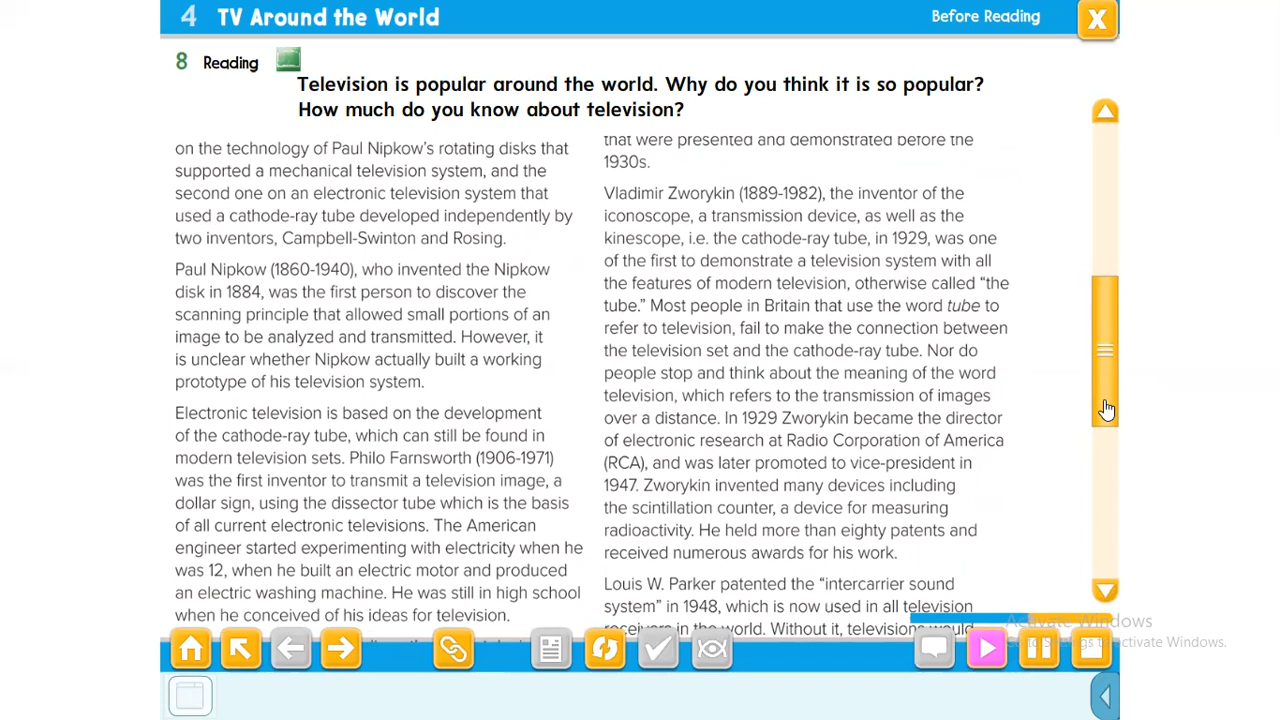 4 TV Around the World
Before Reading
X
8 Reading
Television is popular around the world. Why do you think it is so popular?
How much do you know about television?
on the technology of Paul Nipkow's rotating disks that
supported a mechanical television system, and the
second one on an electronic television system that
used a cathode-ray tube developed independently by
two inventors, Campbell-Swinton and Rosing.
Paul Nipkow (1860-1940), who invented the Nipkow
disk in 1884, was the first person to discover the
scanning principle that allowed small portions of an
image to be analyzed and transmitted. However, it
is unclear whether Nipkow actually built a working
prototype of his television system.
Electronic television is based on the development
of the cathode-ray tube, which can still be found in
modern television sets. Philo Farnsworth (1906-1971)
was the first inventor to transmit a television image, a
dollar sign, using the dissector tube which is the basis
of all current electronic televisions. The American
engineer started experimenting with electricity when he
was 12, when he built an electric motor and produced
an electric washing machine. He was still in high school
when he conceived of his ideas for television.
that were presented and demonstrated before the
1930s.
Vladimir Zworykin (1889-1982), the inventor of the
iconoscope, a transmission device, as well as the
kinescope, i.e. the cathode-ray tube, in 1929, was one
of the first to demonstrate a television system with all
the features of modern television, otherwise called “the
tube.” Most people in Britain that use the word tube to
refer to television, fail to make the connection between
the television set and the cathode-ray tube. Nor do
people stop and think about the meaning of the word
television, which refers to the transmission of images
over a distance. In 1929 Zworykin became the director
of electronic research at Radio Corporation of America
(RCA), and was later promoted to vice-president in
1947. Zworykin invented many devices including
the scintillation counter, a device for measuring
radioactivity. He held more than eighty patents and
received numerous awards for his work.
Louis W. Parker patented the “intercarrier sound
system” in 1948, which is now used in all television
receivers in the world. Without it, televisions would
Activate Windows
Go to Settings to activate Windows.